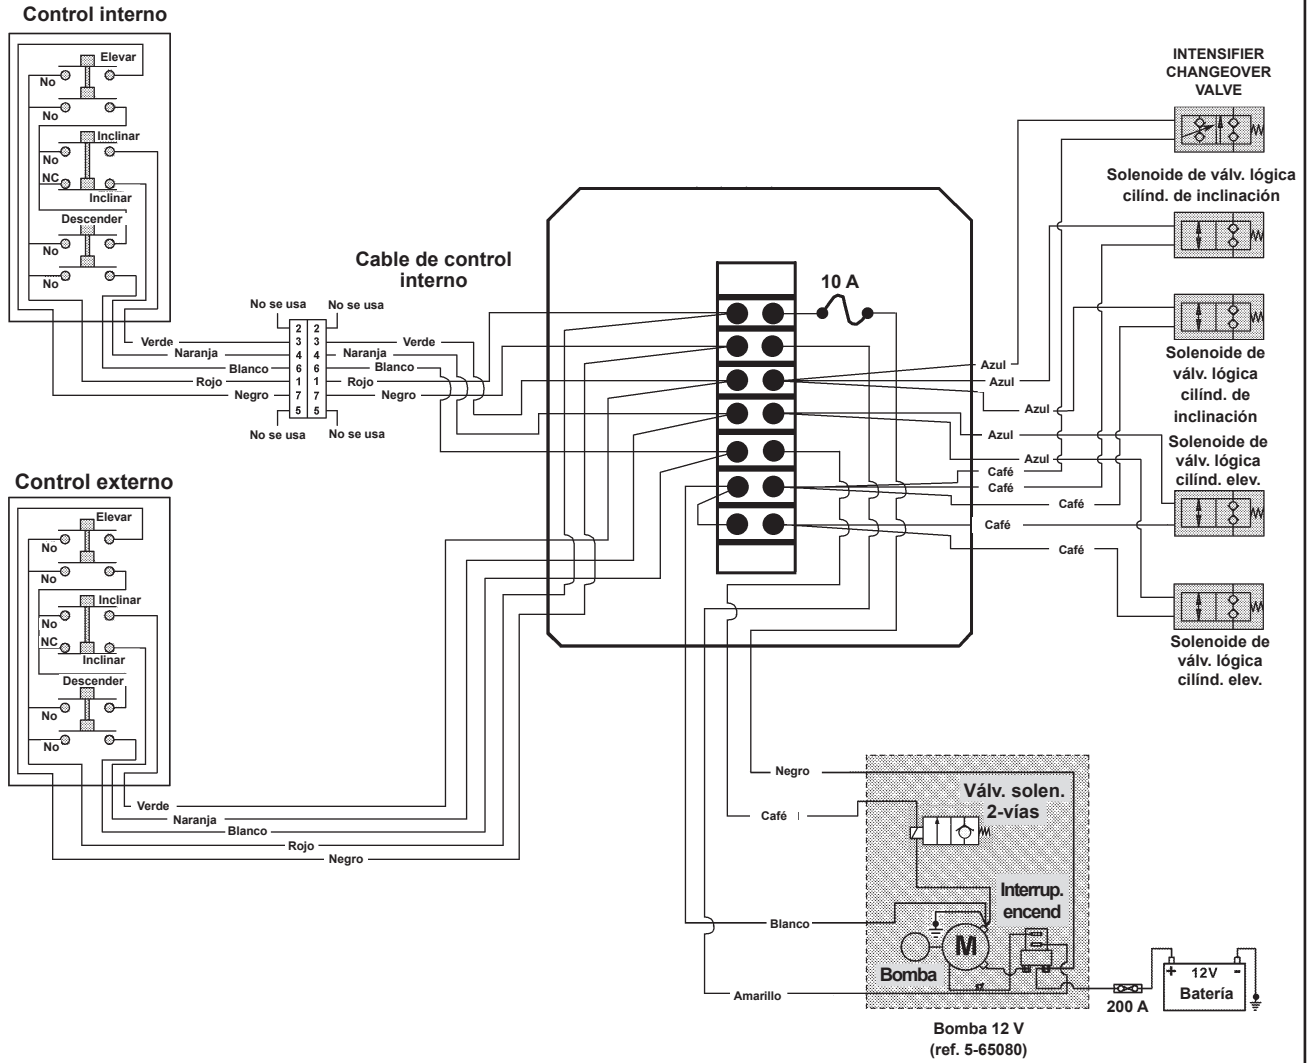 Control interno
Elevar
No
No
Inclinar
No
NC
Inclinar
Descender
No
No
Verde
Naranja
Blanco
Rojo
Negro
No se usa
No se usa
2 2
3 3
4 4
6 6
1 1
7 7
5 5
No se usa
No se usa
Cable de control
interno
Verde
Naranja
Blanco
Rojo
Negro
10 A
Azul
Azul
Azul
Azul
Azul
Café
Café
Café
Café
Café
INTENSIFIER
CHANGEOVER
VALVE
Solenoide de válv. lógica
cilínd. de inclinación
Solenoide de
válv. lógica
cilínd. de
inclinación
Solenoide de
válv. lógica
cilínd. elev.
Solenoide de
válv. lógica
cilínd. elev.
Control externo
Elevar
No
No
Inclinar
No
NC
Inclinar
Descender
No
No
Verde
Naranja
Blanco
Rojo
Negro
Negro
Café
Blanco
Amarillo
Válv. solen.
2-vías
Interrup.
encend
M
Bomba
Bomba 12 V
(ref. 5-65080)
200 A
+ 12V -
Batería